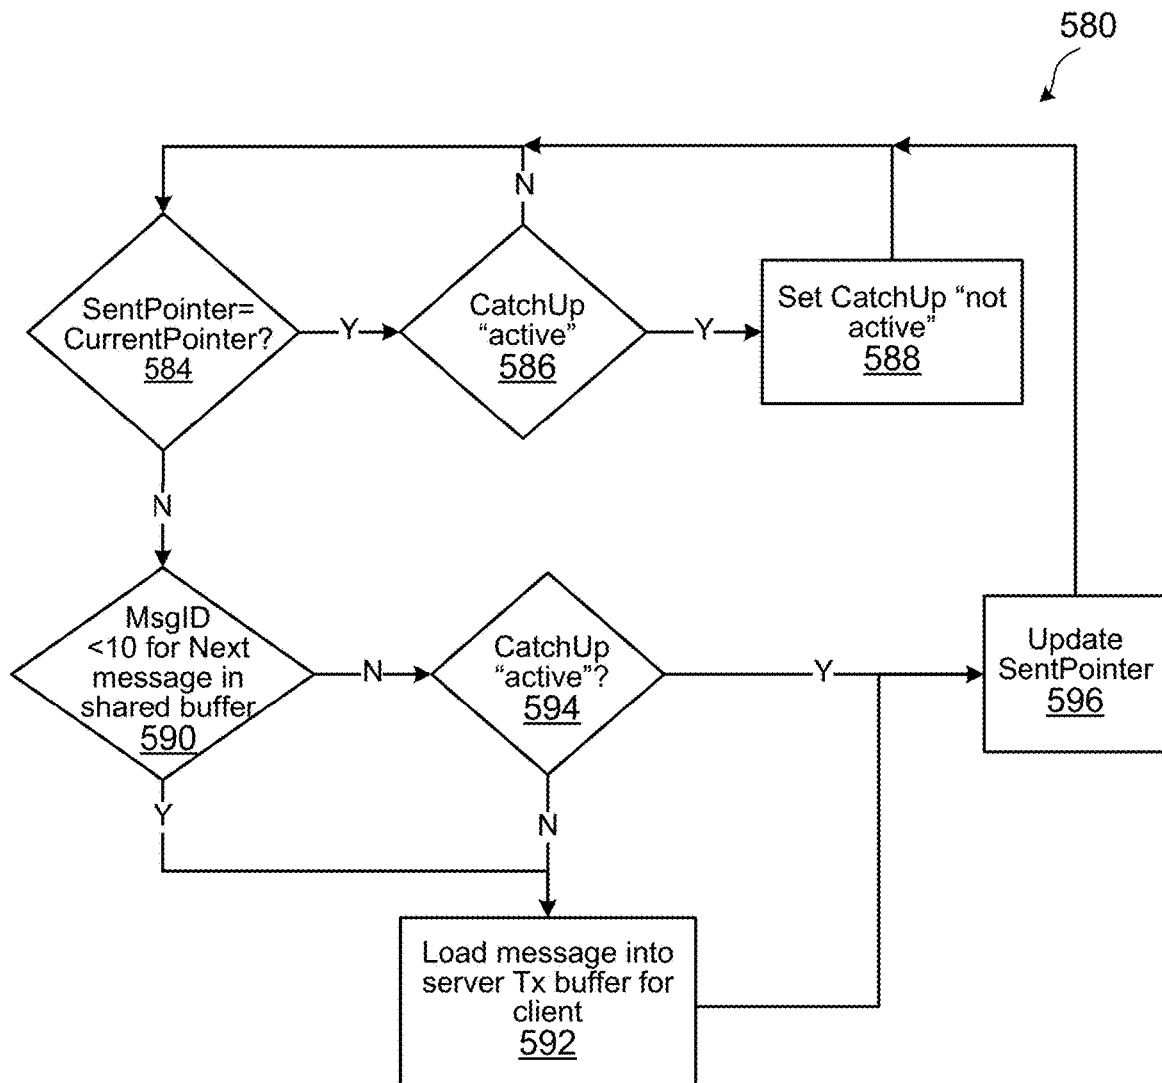 580
N
SentPointer=
CurrentPointer?
584
Y
CatchUp
“active”
586
Y
Set CatchUp “not
active”
588
N
MsgID
<10 for Next
message in
shared buffer
590
N
CatchUp
“active”?
594
Y
Update
SentPointer
596
Y
N
Load message into
server Tx buffer for
client
592